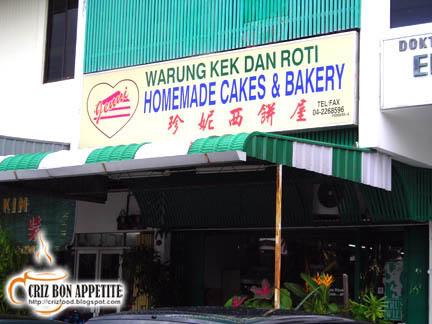 WARUNG KEK DAN ROTI
HOMEMADE CAKES & BAKERY
TEL/FAX
04-2268596
珍妮西餅屋
DOKT
KIM
CRIZ BON APPETITE
http://crizfood.blogspot.com